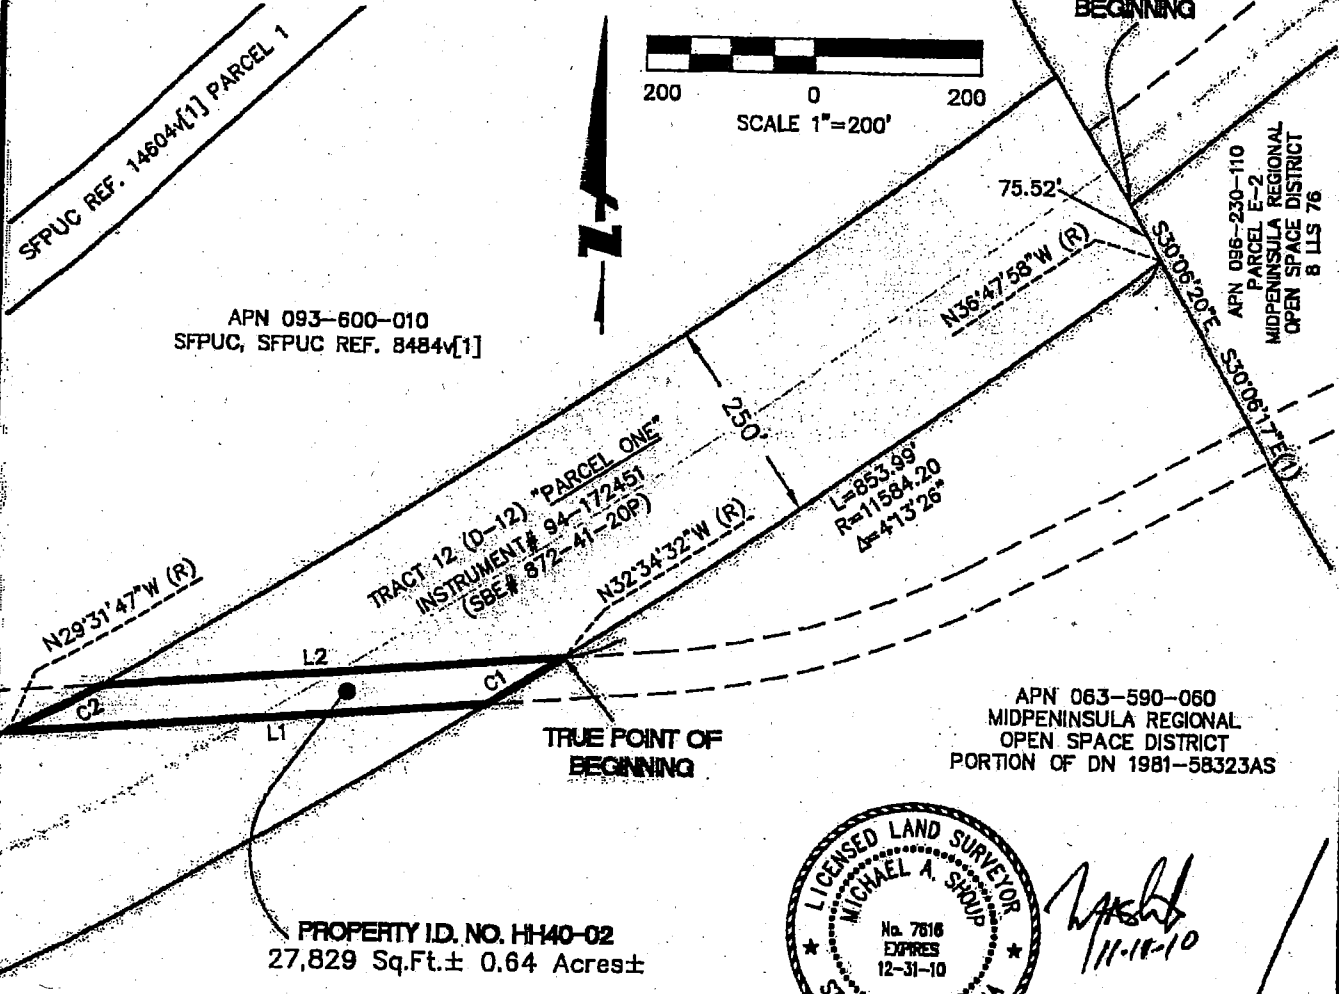 BEGINNING
SFPUC REF. 14604v[1] PARCEL 1
200 0 200
SCALE 1"=200'
75.52'
APN 096-230-110
PARCEL E-2
MIDPENINSULA REGIONAL
OPEN SPACE DISTRICT
8 LLS 76
S30°06'20"E
S30°06'17"E(1)
N36°47'58"W (R)
APN 093-600-010
SFPUC, SFPUC REF. 8484v[1]
250'
L=853.99'
R=11584.20
Δ=4°13'26"
TRACT 12 (D-12) "PARCEL ONE"
INSTRUMENT# 94-172451
(SBE# 872-41-20P)
N32°34'32"W (R)
N29°31'47"W (R)
L2
C1
C2
L1
TRUE POINT OF
BEGINNING
APN 063-590-060
MIDPENINSULA REGIONAL
OPEN SPACE DISTRICT
PORTION OF DN 1981-58323AS
PROPERTY I.D. NO. HH40-02
27,829 Sq.Ft.± 0.64 Acres±
LICENSED LAND SURVEYOR
MICHAEL A. SHOUP
No. 7616
EXPIRES
12-31-10
11-11-10